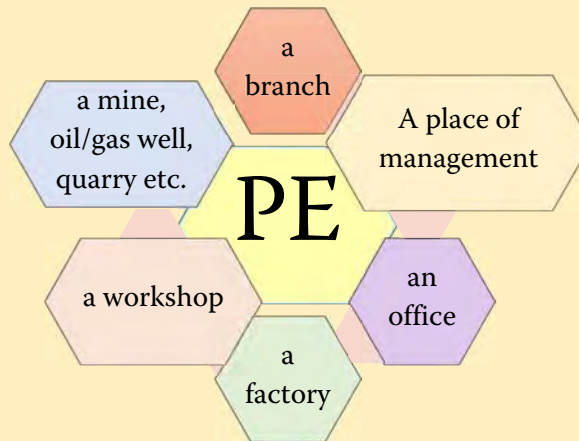 a
branch
A place of
management
an
office
a
factory
a workshop
a mine,
oil/gas well,
quarry etc.
PE